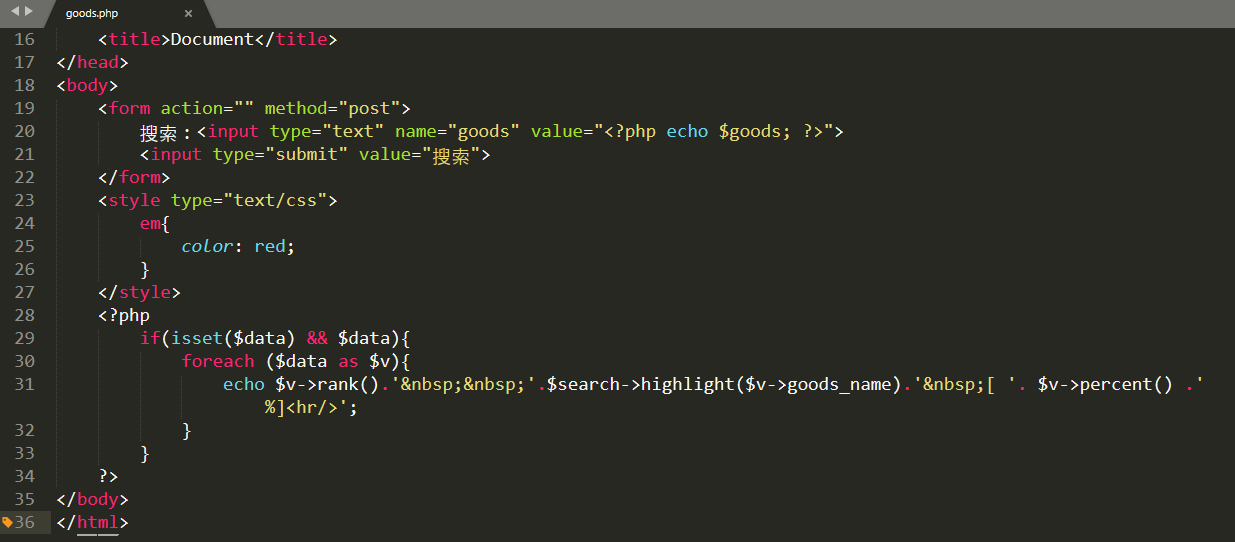 goods.php ×
16 <title>Document</title>
17 </head>
18 <body>
19 <form action="" method="post">
20 搜索：<input type="text" name="goods" value="<?php echo $goods; ?>">
21 <input type="submit" value="搜索">
22 </form>
23 <style type="text/css">
24 em{
25 color: red;
26 }
27 </style>
28 <?php
29 if(isset($data) && $data){
30 foreach ($data as $v){
31 echo $v->rank().'&nbsp;&nbsp;'.$search->highlight($v->goods_name).'&nbsp;[ '. $v->percent() .'
%]<hr/>';
32 }
33 }
34 ?>
35 </body>
36 </html>